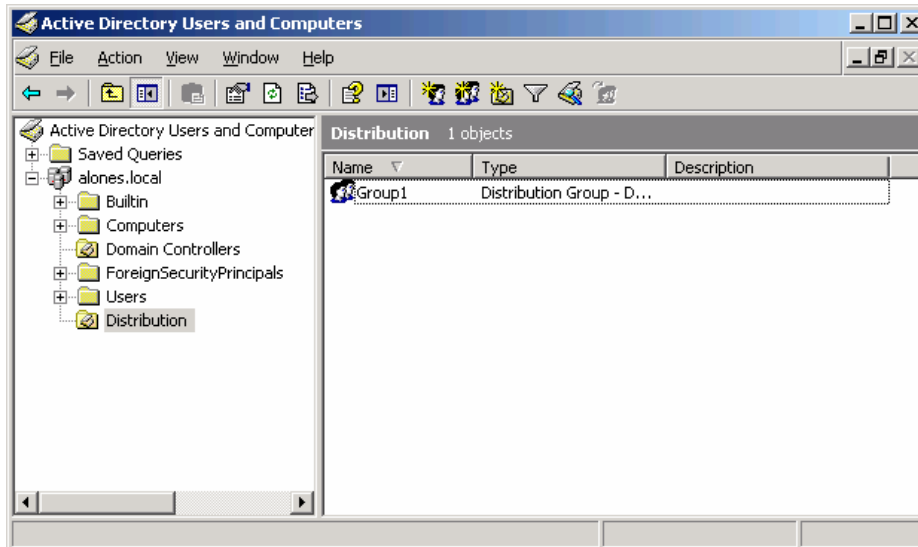 Active Directory Users and Computers
File Action View Window Help
Active Directory Users and Computer
Saved Queries
alones.local
Builtin
Computers
Domain Controllers
ForeignSecurityPrincipals
Users
Distribution
Distribution 1 objects
Name Type Description
Group1 Distribution Group - D...